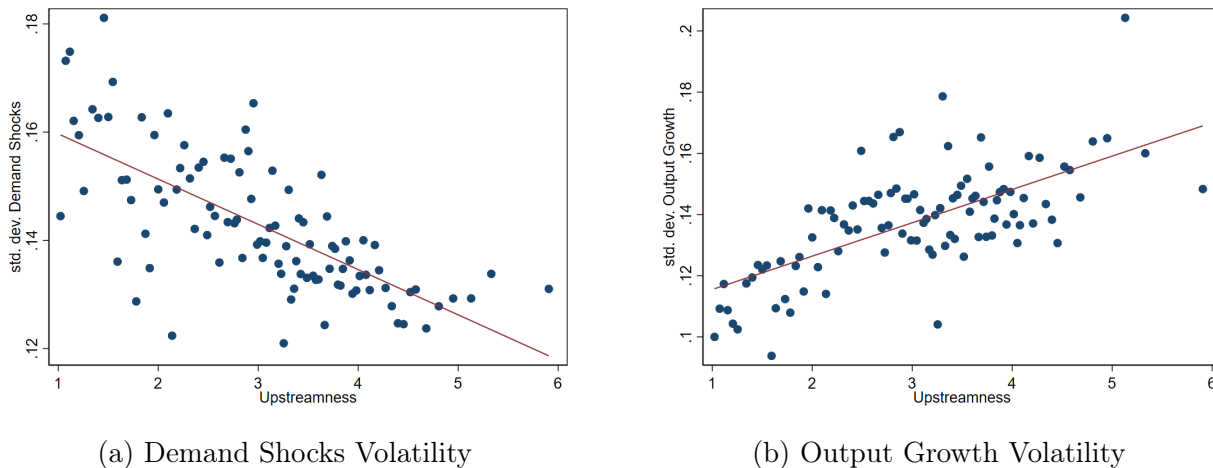 std. dev. Demand Shocks
.12 .14 .16 .18
1 2 3 4 5 6
Upstreamness
(a) Demand Shocks Volatility
std. dev. Output Growth
.1 .12 .14 .16 .18 .2
1 2 3 4 5 6
Upstreamness
(b) Output Growth Volatility